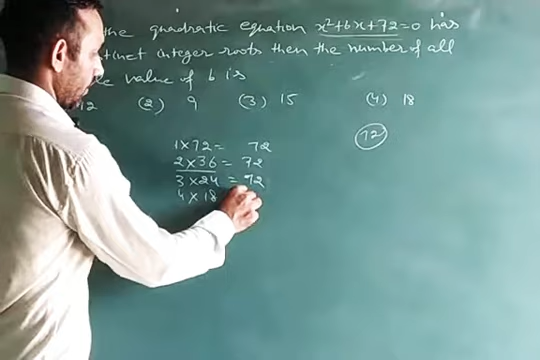 the quadratic equation x²+bx+72=0 has
distinct integer roots then the number of all
value of b is
12 (2) 9 (3) 15 (4) 18
72
1×72= 72
2×36= 72
3×24=72
4×18